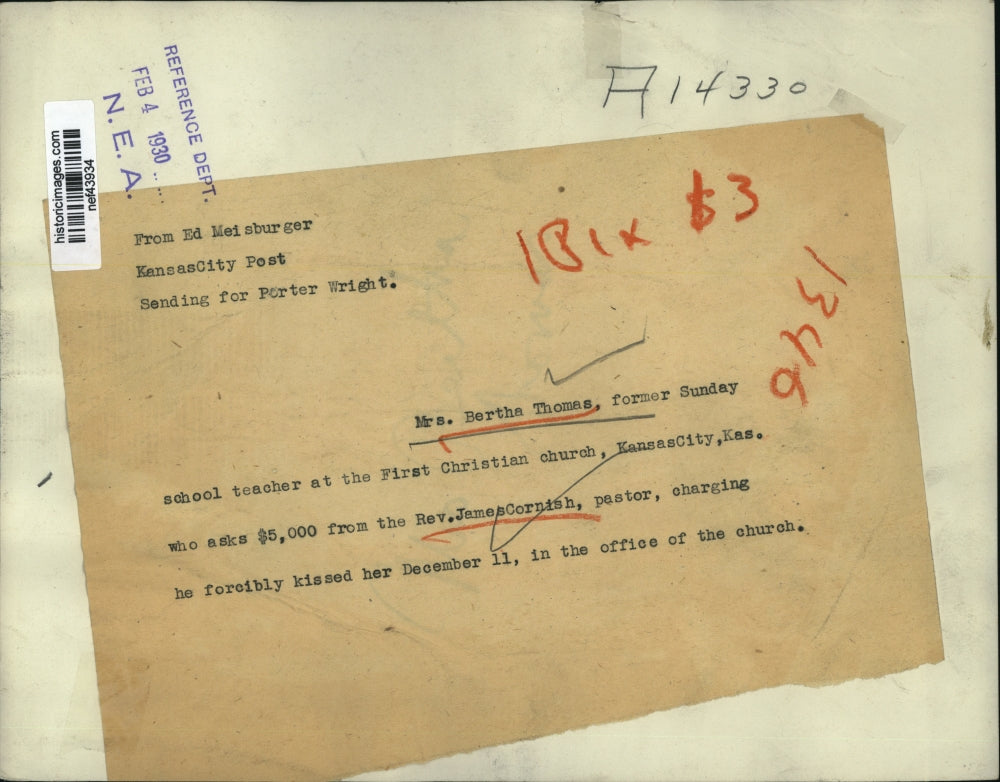 REFERENCE DEPT.
FEB 4 1930
N. E. A.
historicimages.com
nef43934
A14330
From Ed Meisburger
KansasCity Post
Sending for Porter Wright.
$3
Mrs. Bertha Thomas, former Sunday
school teacher at the First Christian church, KansasCity,Kas.
who asks $5,000 from the Rev.JamesCornish, pastor, charging
he forcibly kissed her December 11, in the office of the church.